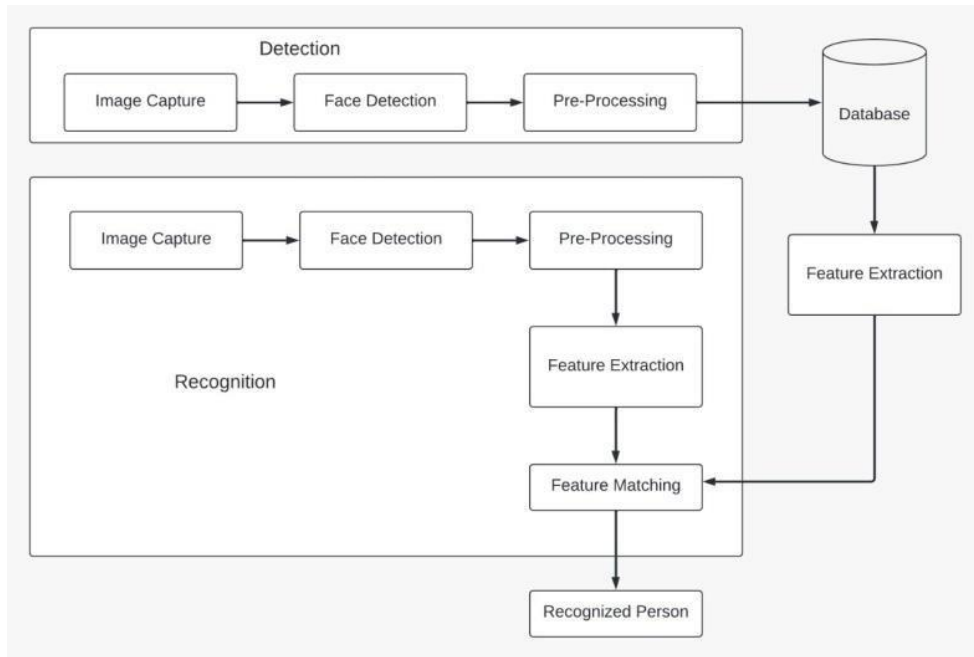 Detection
Image Capture
Face Detection
Pre-Processing
Database
Image Capture
Face Detection
Pre-Processing
Feature Extraction
Feature Extraction
Recognition
Feature Matching
Recognized Person